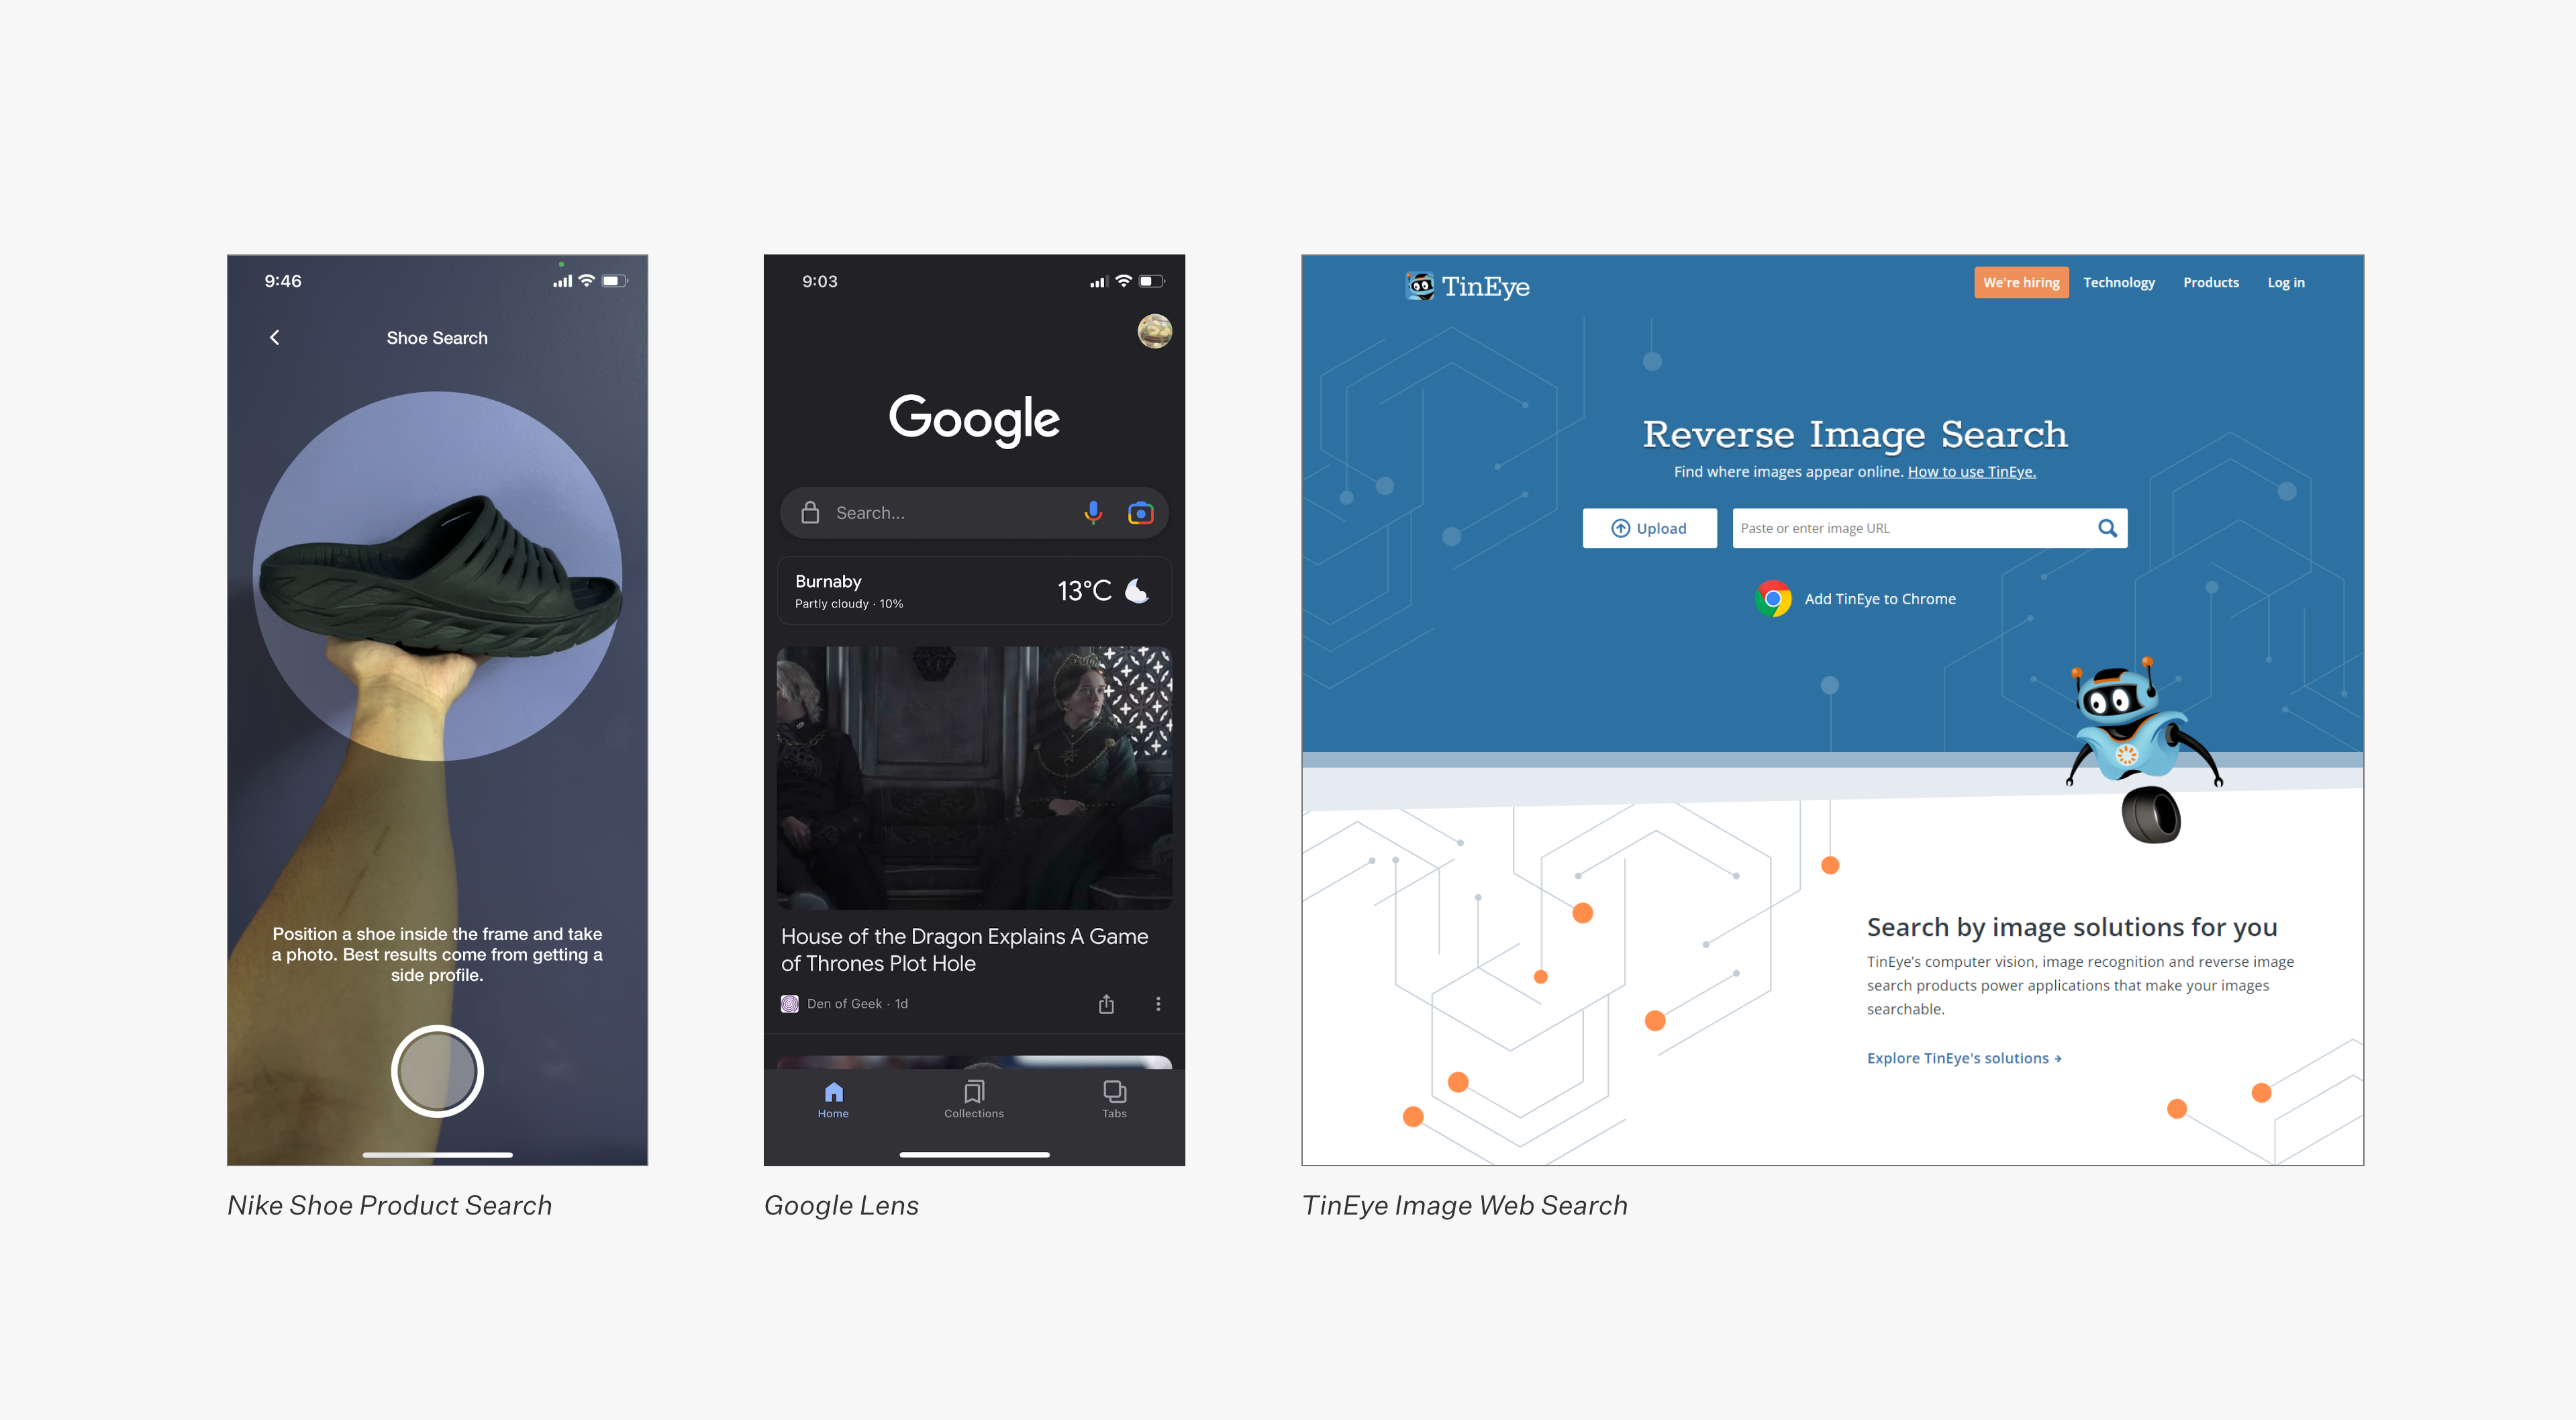 9:46
Shoe Search
Position a shoe inside the frame and take
a photo. Best results come from getting a
side profile.
Nike Shoe Product Search
9:03
Google
Search...
Burnaby
Partly cloudy · 10%
13°C
House of the Dragon Explains A Game
of Thrones Plot Hole
Den of Geek · 1d
Home
Collections
Tabs
Google Lens
TinEye
We're hiring
Technology
Products
Log in
Reverse Image Search
Find where images appear online. How to use TinEye.
Upload
Paste or enter image URL
Add TinEye to Chrome
Search by image solutions for you
TinEye's computer vision, image recognition and reverse image
search products power applications that make your images
searchable.
Explore TinEye's solutions
TinEye Image Web Search